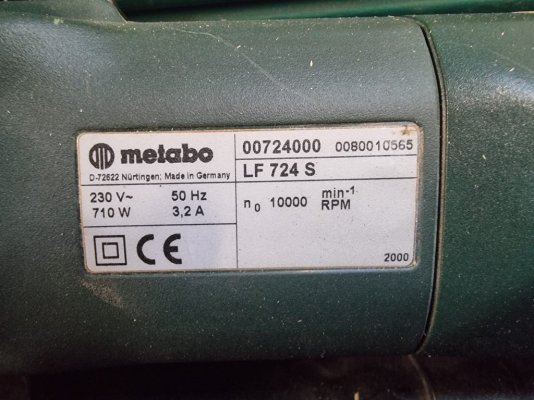 metabo
D-72622 Nürtingen; Made in Germany
230 V~ 50 Hz
710 W 3,2 A
CE
00724000 0080010565
LF 724 S
n0 10000 min-1
RPM
2000